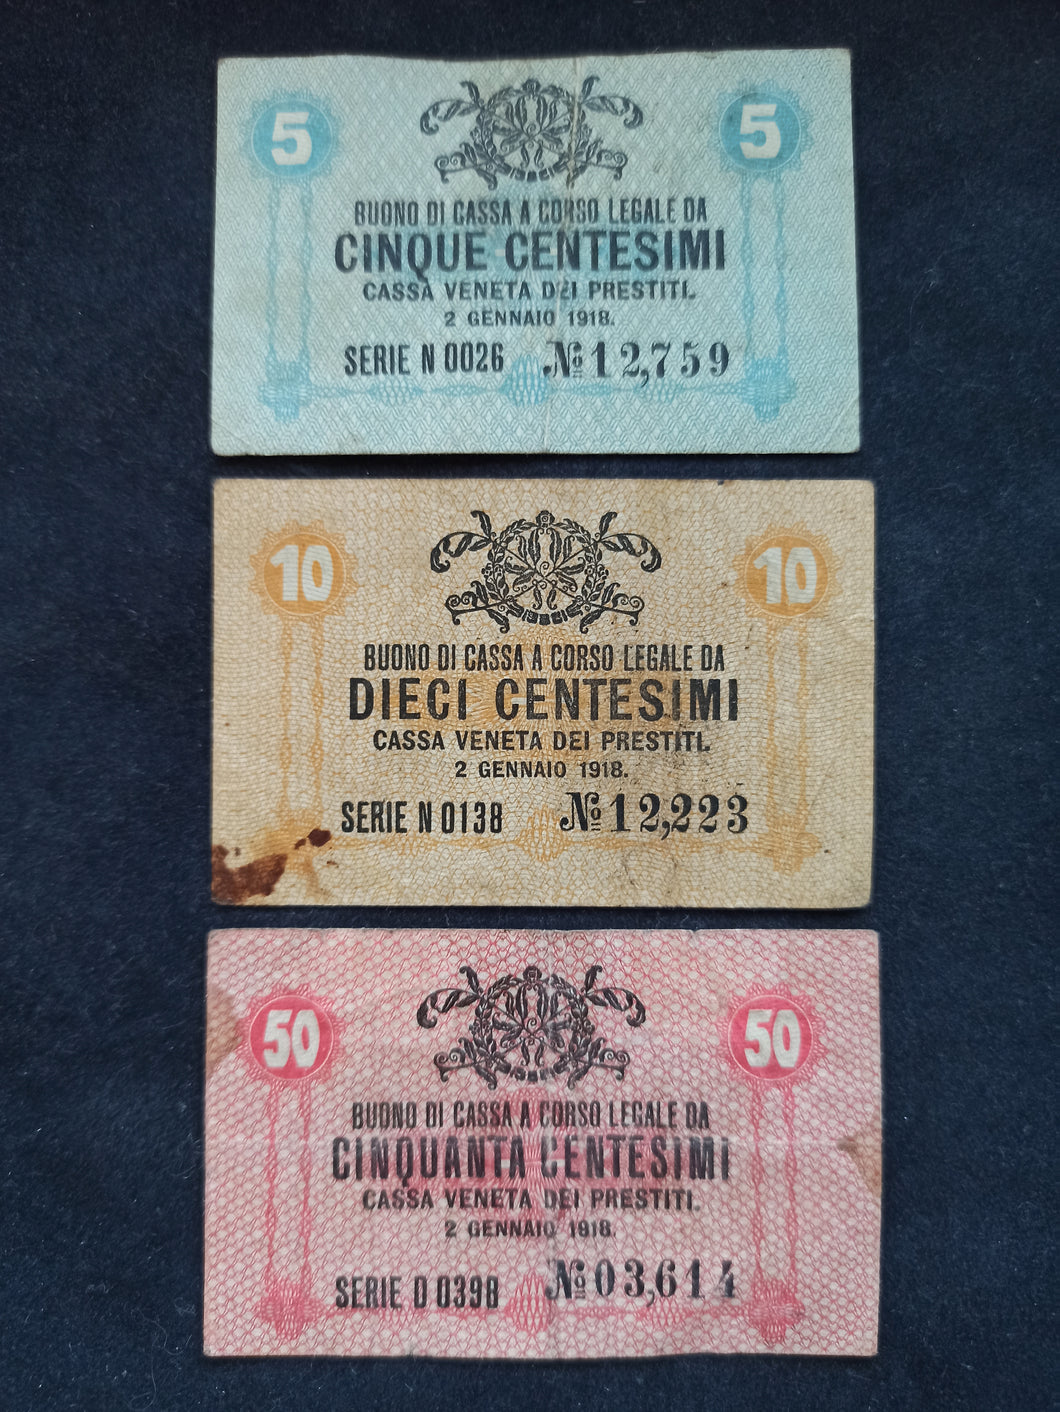 5 5
BUONO DI CASSA A CORSO LEGALE DA
CINQUE CENTESIMI
CASSA VENETA DEI PRESTITI.
2 GENNAIO 1918.
SERIE N 0026 № 12,759
10 10
BUONO DI CASSA A CORSO LEGALE DA
DIECI CENTESIMI
CASSA VENETA DEI PRESTITI.
2 GENNAIO 1918.
SERIE N 0138 № 12,223
50 50
BUONO DI CASSA A CORSO LEGALE DA
CINQUANTA CENTESIMI
CASSA VENETA DEI PRESTITI.
2 GENNAIO 1918.
SERIE D 0398 № 03,614